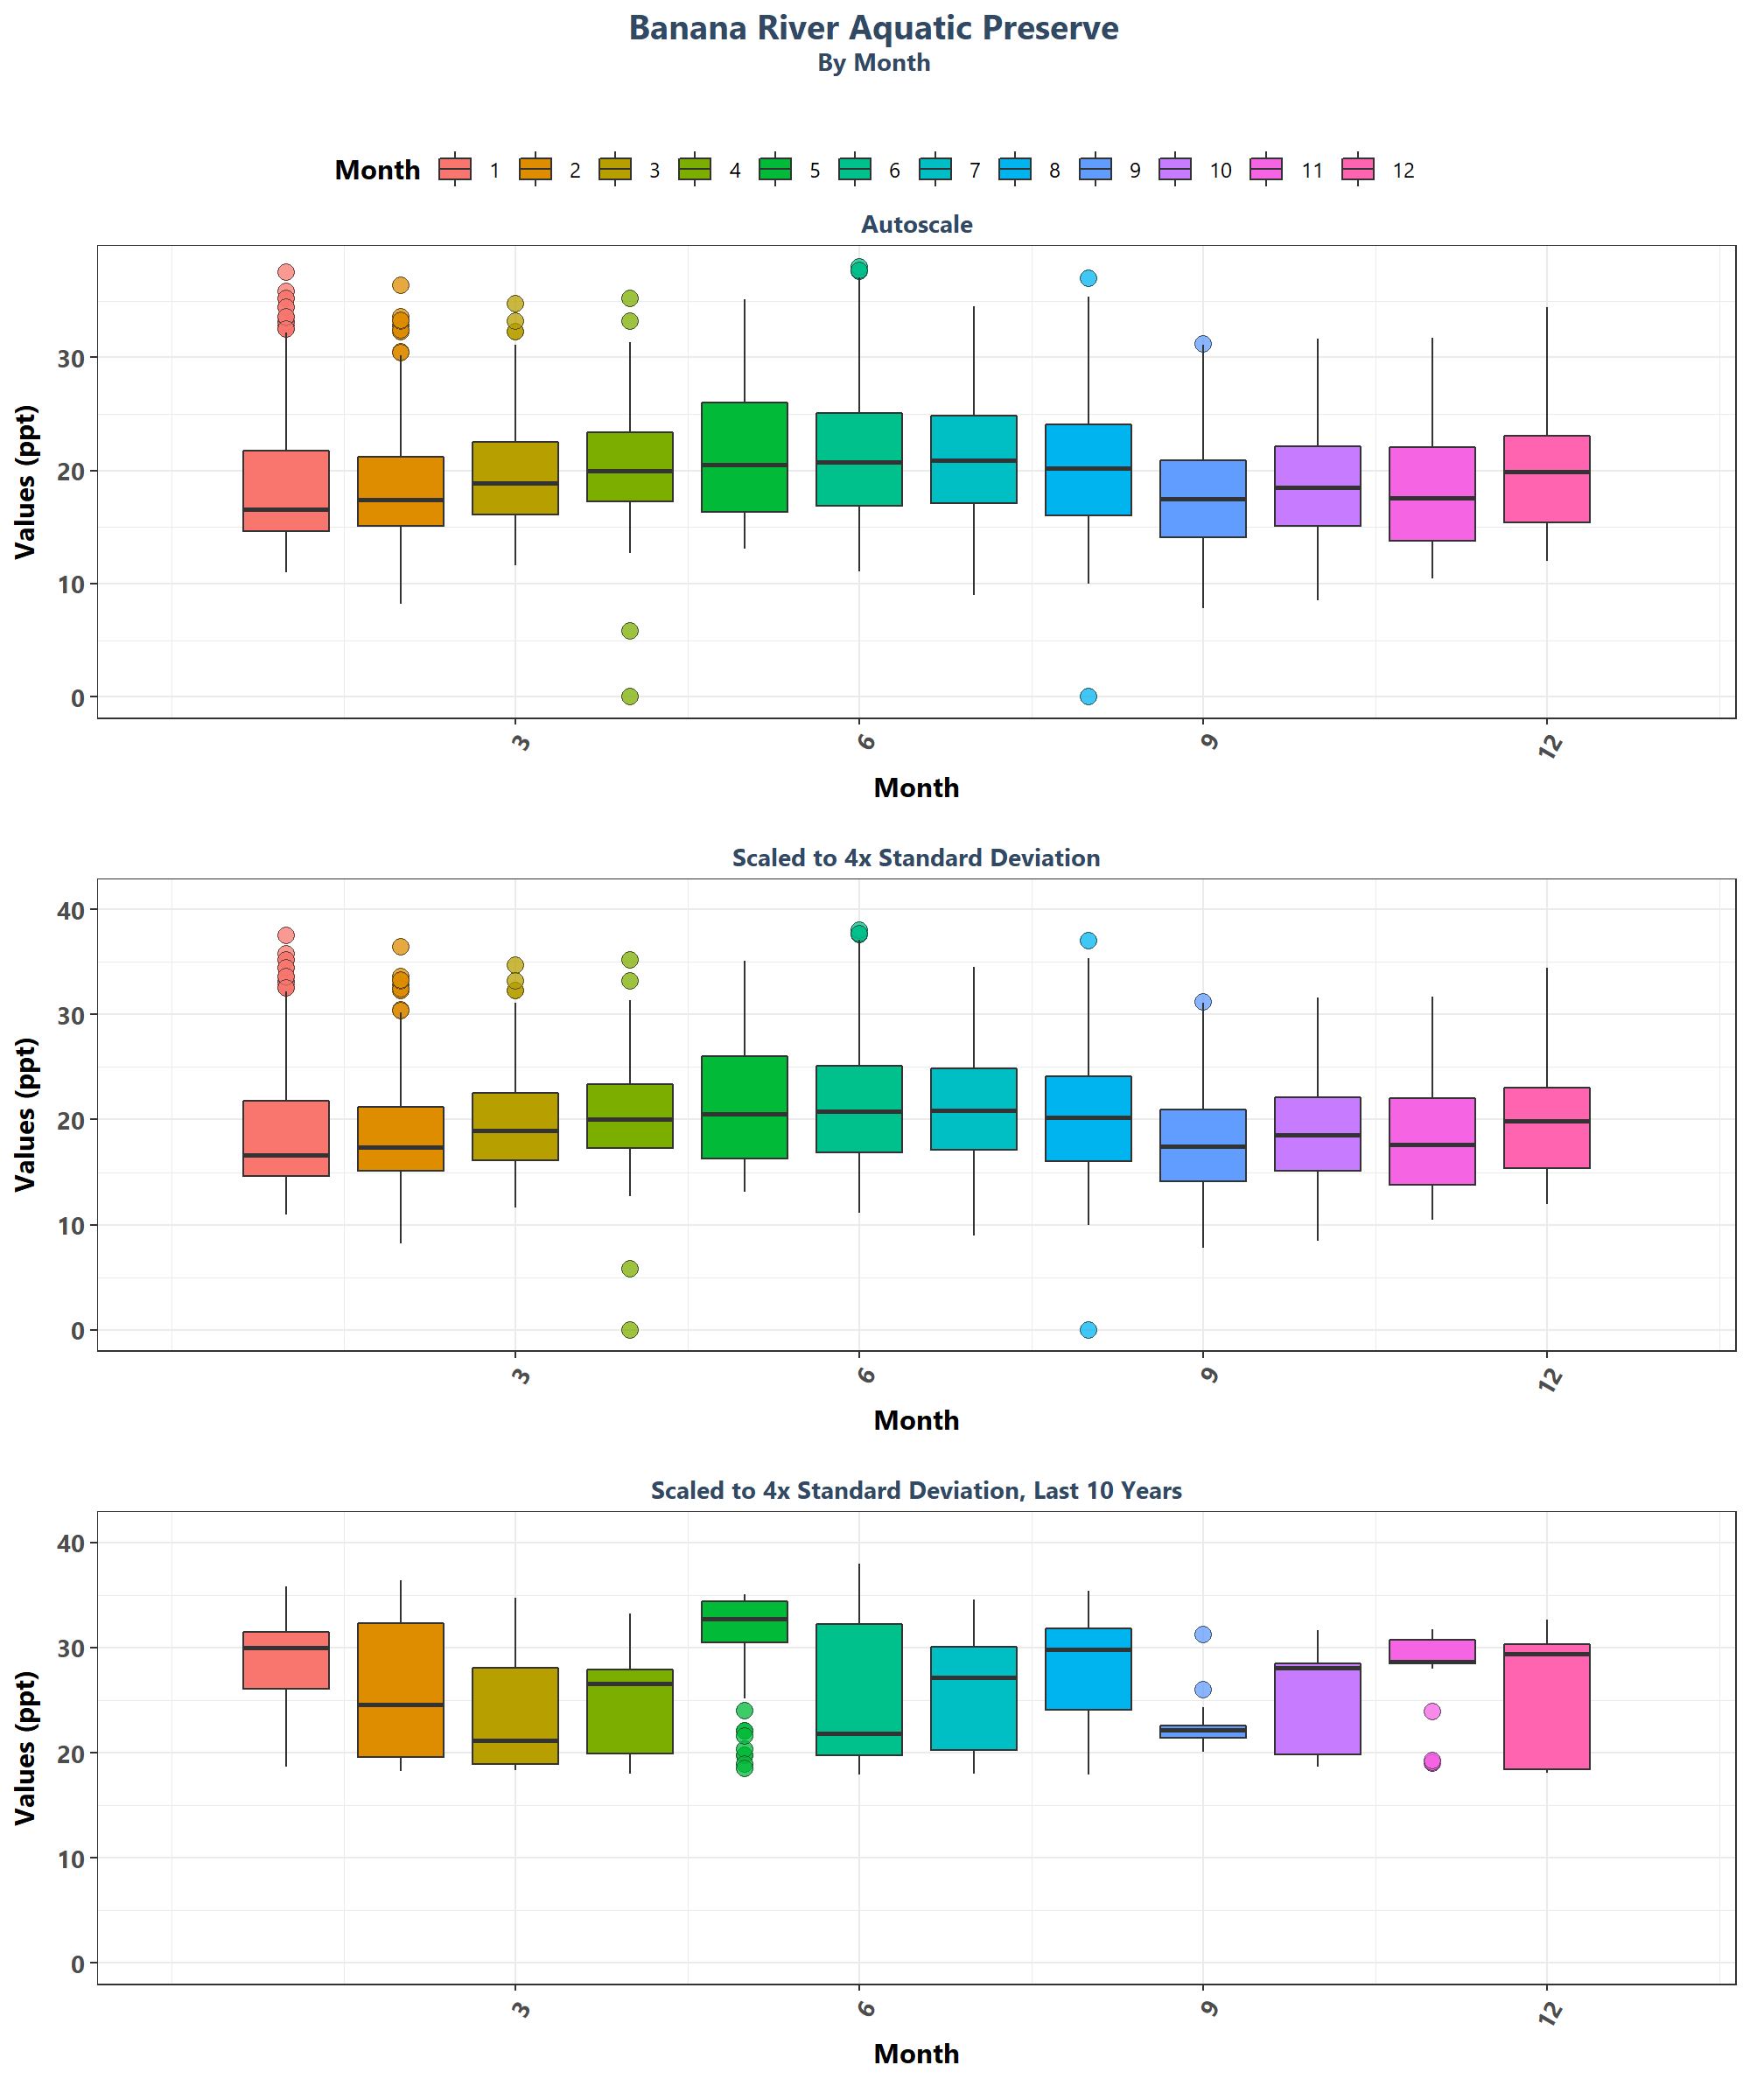 Banana River Aquatic Preserve
By Month
Month 1 2 3 4 5 6 7 8 9 10 11 12
Autoscale
Values (ppt)
30
20
10
0
3 6 9 12
Month
Scaled to 4x Standard Deviation
Values (ppt)
40
30
20
10
0
3 6 9 12
Month
Scaled to 4x Standard Deviation, Last 10 Years
Values (ppt)
40
30
20
10
0
3 6 9 12
Month